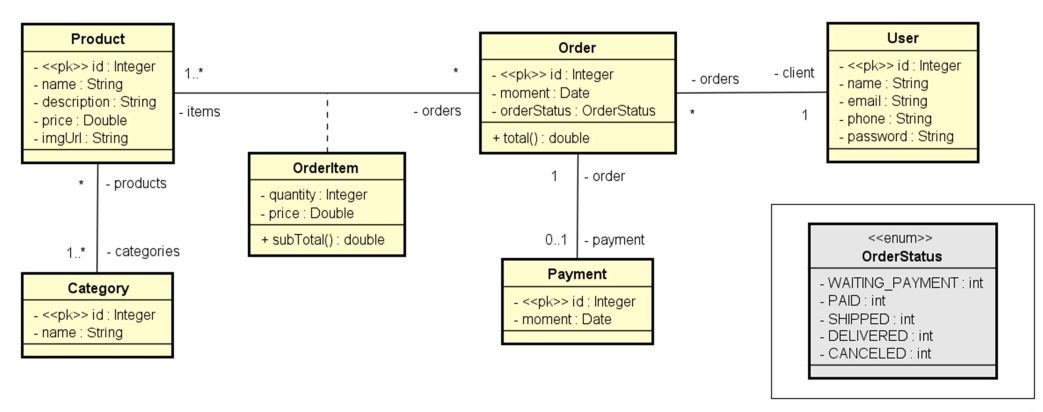 Product
- <<pk>> id : Integer
- name : String
- description : String
- price : Double
- imgUrl : String
1..*
- items
*
- orders
Order
- <<pk>> id : Integer
- moment : Date
- orderStatus : OrderStatus
+ total() : double
- orders
*
- client
1
User
- <<pk>> id : Integer
- name : String
- email : String
- phone : String
- password : String
OrderItem
- quantity : Integer
- price : Double
+ subTotal() : double
* - products
1..* - categories
Category
- <<pk>> id : Integer
- name : String
1 - order
0..1 - payment
Payment
- <<pk>> id : Integer
- moment : Date
<<enum>>
OrderStatus
- WAITING_PAYMENT : int
- PAID : int
- SHIPPED : int
- DELIVERED : int
- CANCELED : int